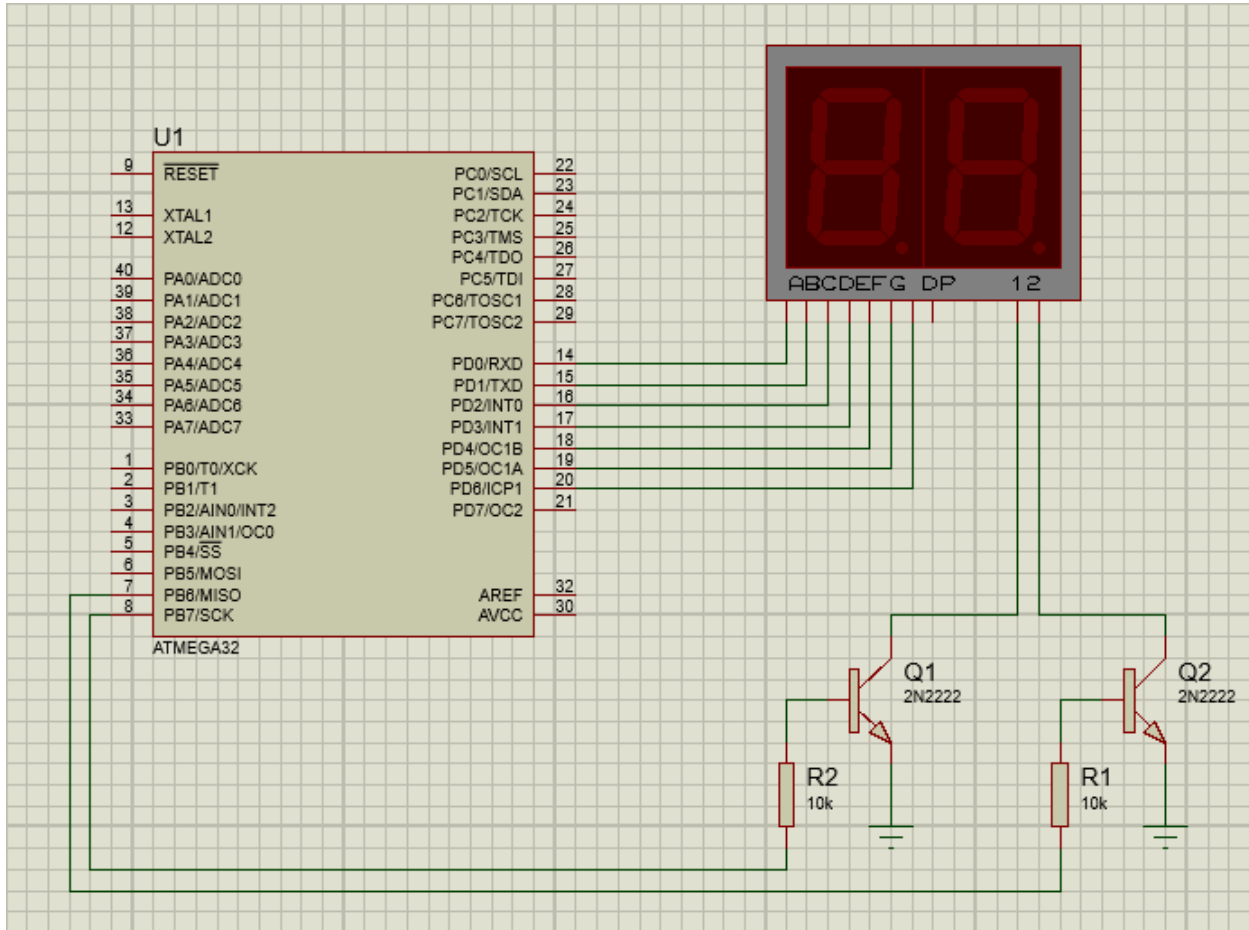 U1
9 RESET
13 XTAL1
12 XTAL2
40 PA0/ADC0
39 PA1/ADC1
38 PA2/ADC2
37 PA3/ADC3
36 PA4/ADC4
35 PA5/ADC5
34 PA6/ADC6
33 PA7/ADC7
1 PB0/T0/XCK
2 PB1/T1
3 PB2/AIN0/INT2
4 PB3/AIN1/OC0
5 PB4/SS
6 PB5/MOSI
7 PB6/MISO
8 PB7/SCK
PC0/SCL 22
PC1/SDA 23
PC2/TCK 24
PC3/TMS 25
PC4/TDO 26
PC5/TDI 27
PC6/TOSC1 28
PC7/TOSC2 29
PD0/RXD 14
PD1/TXD 15
PD2/INT0 16
PD3/INT1 17
PD4/OC1B 18
PD5/OC1A 19
PD6/ICP1 20
PD7/OC2 21
AREF 32
AVCC 30
ATMEGA32
ABCDEFG DP 12
Q1
2N2222
Q2
2N2222
R2
10k
R1
10k